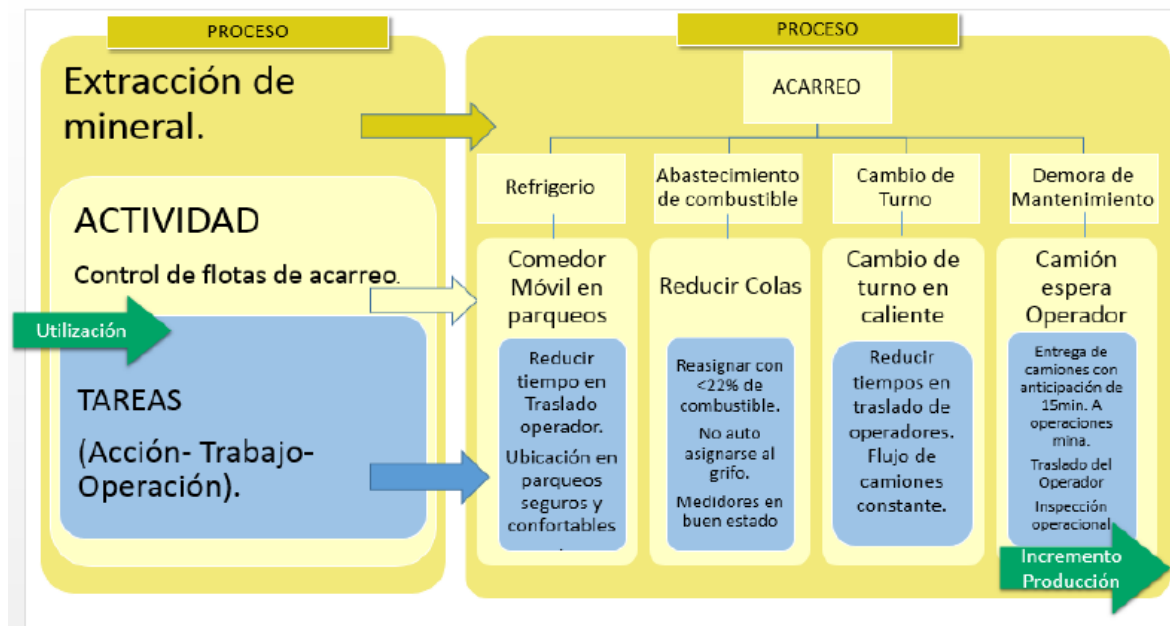 PROCESO
Extracción de
mineral.
ACTIVIDAD
Control de flotas de acarreo.
Utilización
TAREAS
(Acción- Trabajo-
Operación).
PROCESO
ACARREO
Refrigerio
Abastecimiento
de combustible
Cambio de
Turno
Demora de
Mantenimiento
Comedor
Móvil en
parqueos
Reducir
tiempo en
Traslado
operador.
Ubicación en
parqueos
seguros y
confortables
.
Reducir Colas
Reasignar con
<22% de
combustible.
No auto
asignarse al
grifo.
Medidores en
buen estado
Cambio de
turno en
caliente
Reducir
tiempos en
traslado de
operadores.
Flujo de
camiones
constante.
Camión
espera
Operador
Entrega de
camiones con
anticipación de
15min. A
operaciones
mina.
Traslado del
Operador
Inspección
operacional
Incremento
Producción